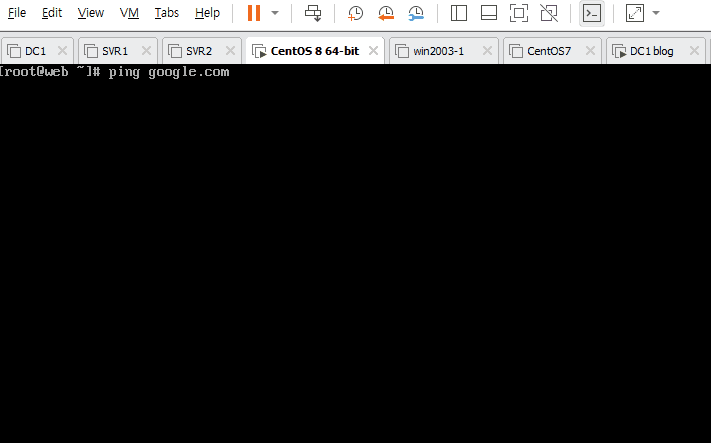 File Edit View VM Tabs Help
DC1 SVR1 SVR2 CentOS 8 64-bit win2003-1 CentOS7 DC1 blog
[root@web ~]# ping google.com